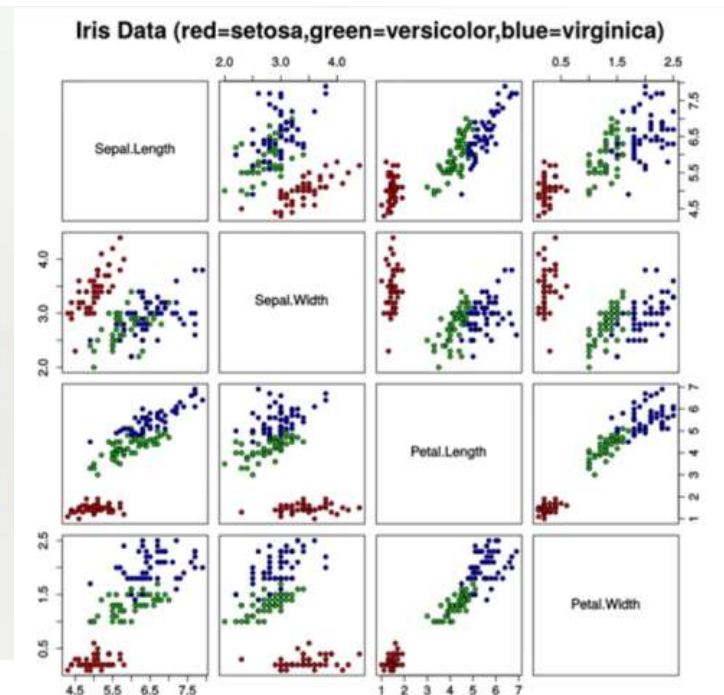 Iris Data (red=setosa,green=versicolor,blue=virginica)
2.0 3.0 4.0 0.5 1.5 2.5
Sepal.Length
4.5 5.5 6.5 7.5
2.0 3.0 4.0
Sepal.Width
Petal.Length
1 2 3 4 5 6 7
0.5 1.5 2.5
Petal.Width
4.5 5.5 6.5 7.5 1 2 3 4 5 6 7